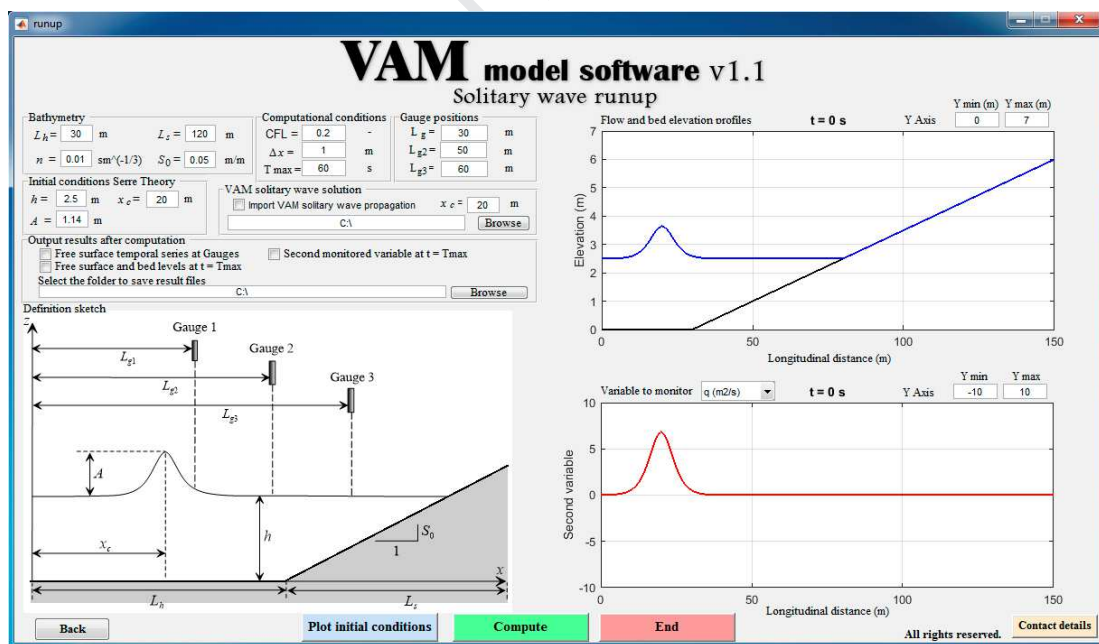 runup
VAM model software v1.1
Solitary wave runup
Bathymetry
L_h = 30 m L_s = 120 m
n = 0.01 sm^(-1/3) S_0 = 0.05 m/m
Computational conditions
CFL = 0.2 -
Δx = 1 m
T max = 60 s
Gauge positions
L_g = 30 m
L_g2 = 50 m
L_g3 = 60 m
Initial conditions Serre Theory
h = 2.5 m x_c = 20 m
A = 1.14 m
VAM solitary wave solution
Import VAM solitary wave propagation x_c = 20 m
C:\ Browse
Output results after computation
Free surface temporal series at Gauges Second monitored variable at t = Tmax
Free surface and bed levels at t = Tmax
Select the folder to save result files
C:\ Browse
Definition sketch
z
Gauge 1
L_g1
Gauge 2
L_g2
Gauge 3
L_g3
A
h
S_0
1
x_c
x
L_h
L_s
Y min (m) Y max (m)
Flow and bed elevation profiles t = 0 s Y Axis 0 7
7
6
5
4
3
2
1
0
Elevation (m)
0 50 100 150
Longitudinal distance (m)
Y min Y max
Variable to monitor q (m2/s) t = 0 s Y Axis -10 10
10
5
0
-5
-10
Second variable
0 50 100 150
Longitudinal distance (m)
Back Plot initial conditions Compute End All rights reserved. Contact details